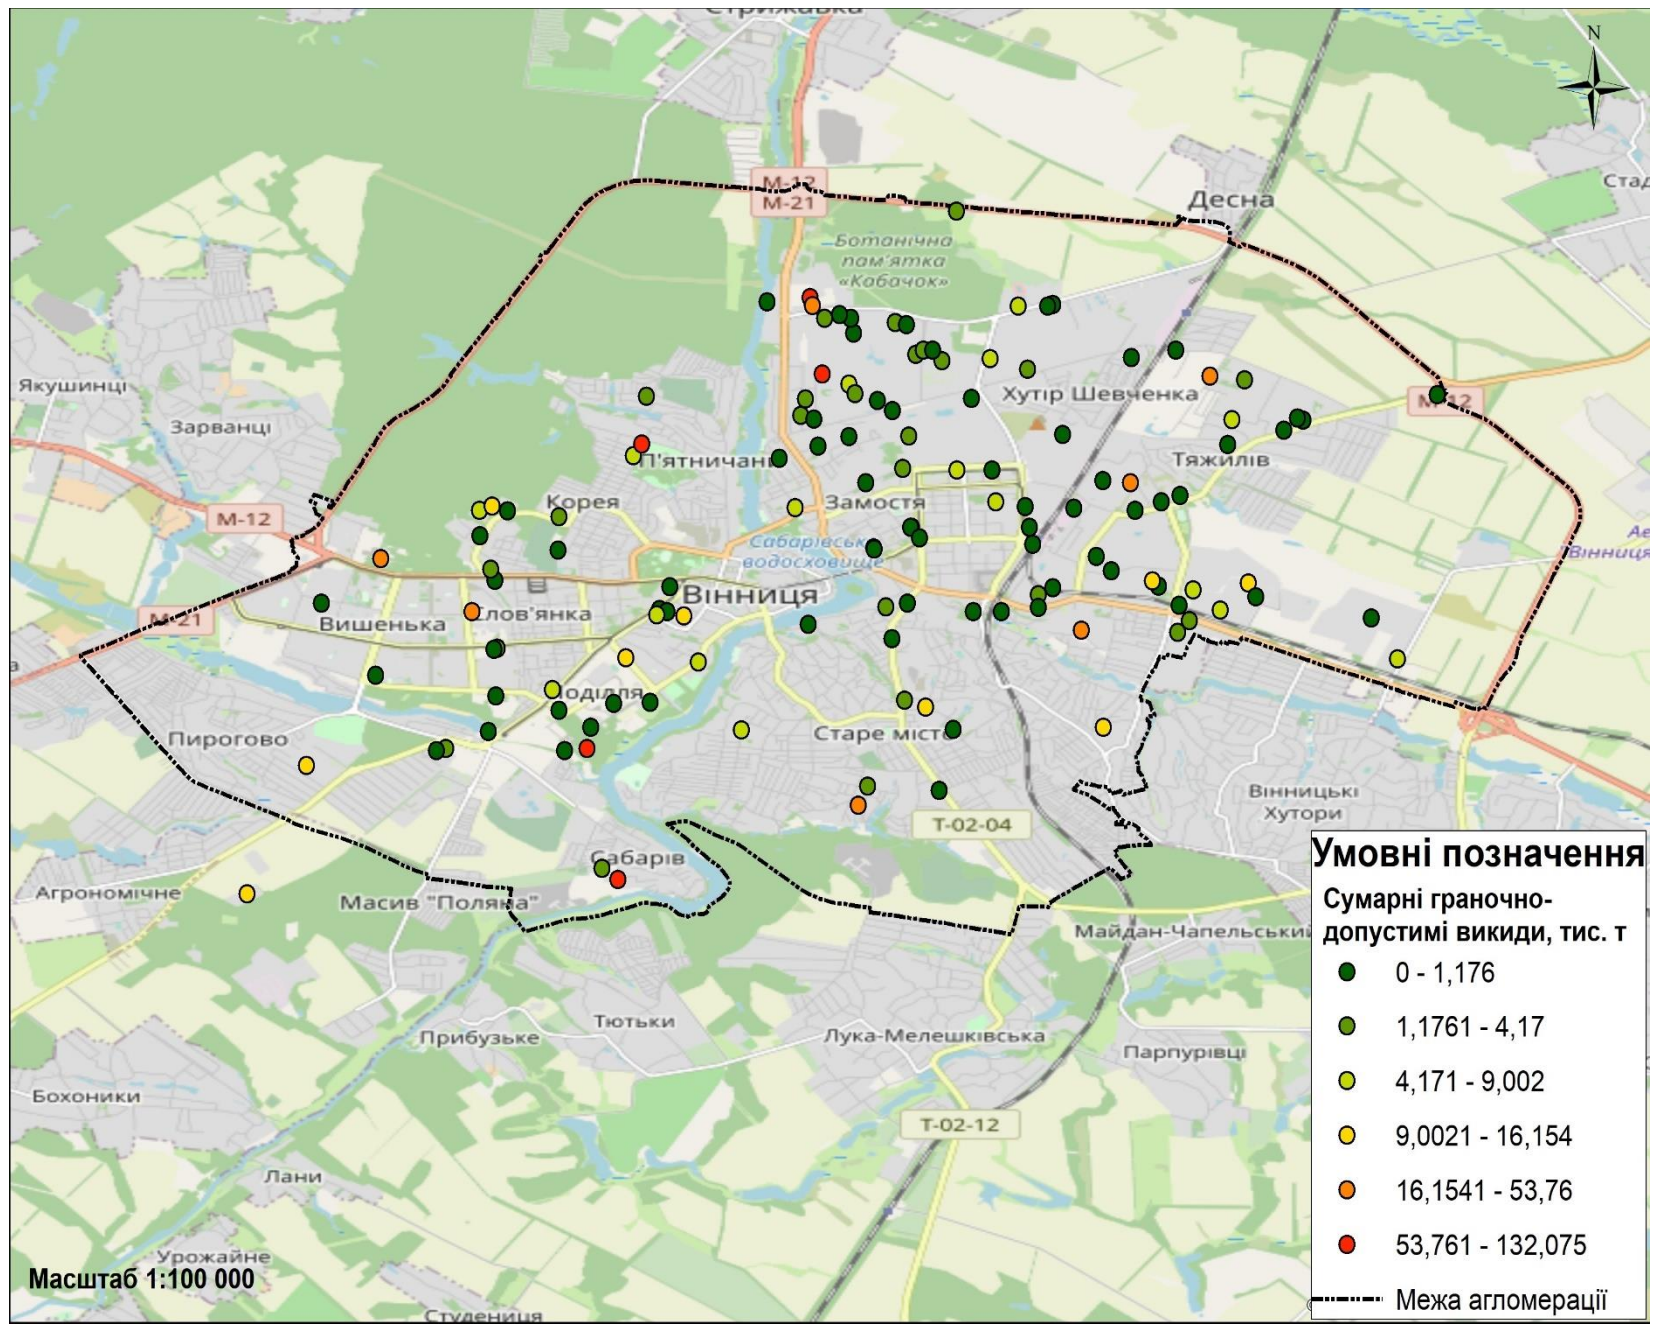 Стрижавка
N
М-12
М-21
Десна
Стад
Ботанічна
пам'ятка
«Кабачок»
Якушинці
Хутір Шевченка
М-12
Зарванці
П'ятничани
Тяжилів
Корея
Замостя
М-12
Сабарівське
водосховище
Ае
Вінниця
Вінниця
М-21
Слов'янка
Вишенька
а
Поділля
Пирогово
Старе місто
Вінницькі
Хутори
Т-02-04
Сабарів
Агрономічне
Масив "Поляна"
Майдан-Чапельський
Тютьки
Прибузьке
Лука-Мелешківська
Парпурівці
Бохоники
Т-02-12
Лани
Урожайне
Масштаб 1:100 000
Студениця
Умовні позначення
Сумарні граночно-
допустимі викиди, тис. т
0 - 1,176
1,1761 - 4,17
4,171 - 9,002
9,0021 - 16,154
16,1541 - 53,76
53,761 - 132,075
Межа агломерації